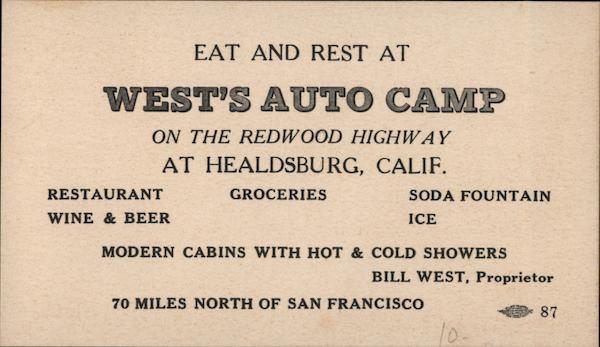 EAT AND REST AT
WEST'S AUTO CAMP
ON THE REDWOOD HIGHWAY
AT HEALDSBURG, CALIF.
RESTAURANT GROCERIES SODA FOUNTAIN
WINE & BEER ICE
MODERN CABINS WITH HOT & COLD SHOWERS
BILL WEST, Proprietor
70 MILES NORTH OF SAN FRANCISCO
87
10-